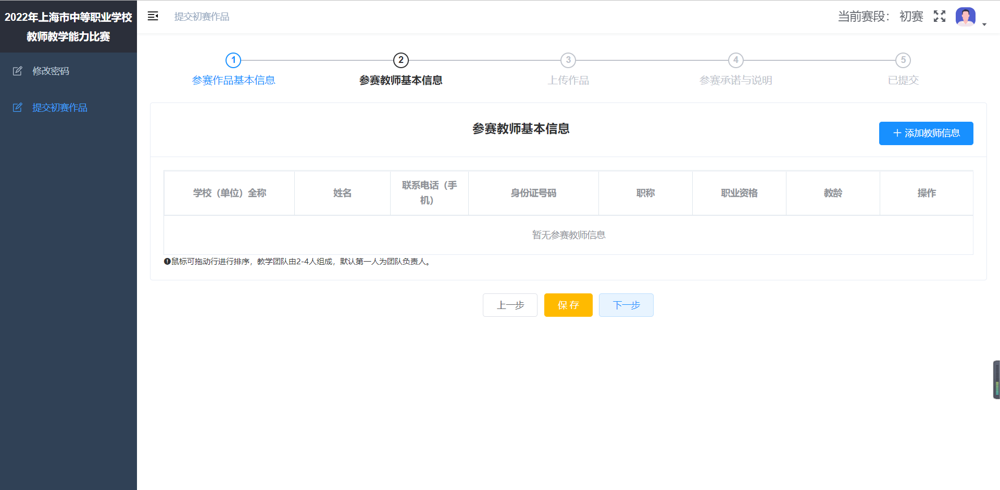 2022年上海市中等职业学校
教师教学能力比赛
修改密码
提交初赛作品
提交初赛作品
当前赛段： 初赛
1 2 3 4 5
参赛作品基本信息 参赛教师基本信息 上传作品 参赛承诺与说明 已提交
参赛教师基本信息
添加教师信息
学校（单位）全称 姓名 联系电话（手
机） 身份证号码 职称 职业资格 教龄 操作
暂无参赛教师信息
鼠标可拖动行进行排序，教学团队由2-4人组成，默认第一人为团队负责人。
上一步 保存 下一步